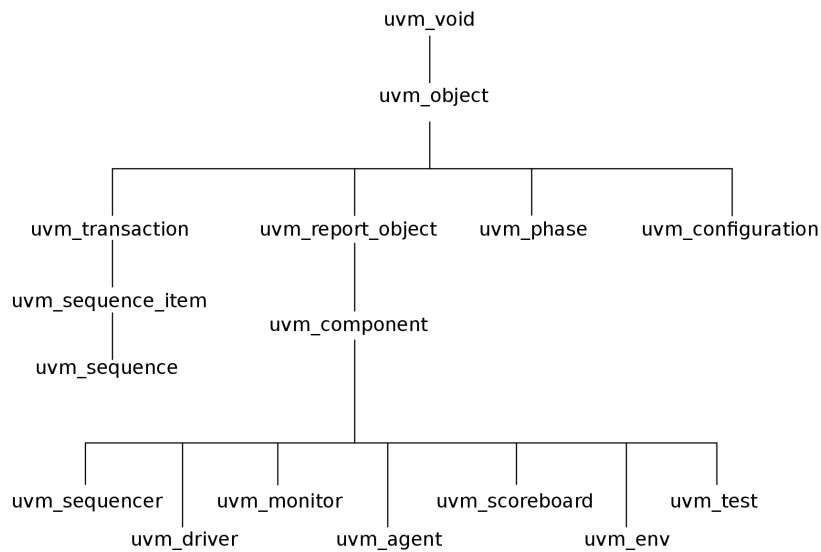 uvm_void
uvm_object
uvm_transaction
uvm_report_object
uvm_phase
uvm_configuration
uvm_sequence_item
uvm_component
uvm_sequence
uvm_sequencer
uvm_monitor
uvm_scoreboard
uvm_test
uvm_driver
uvm_agent
uvm_env